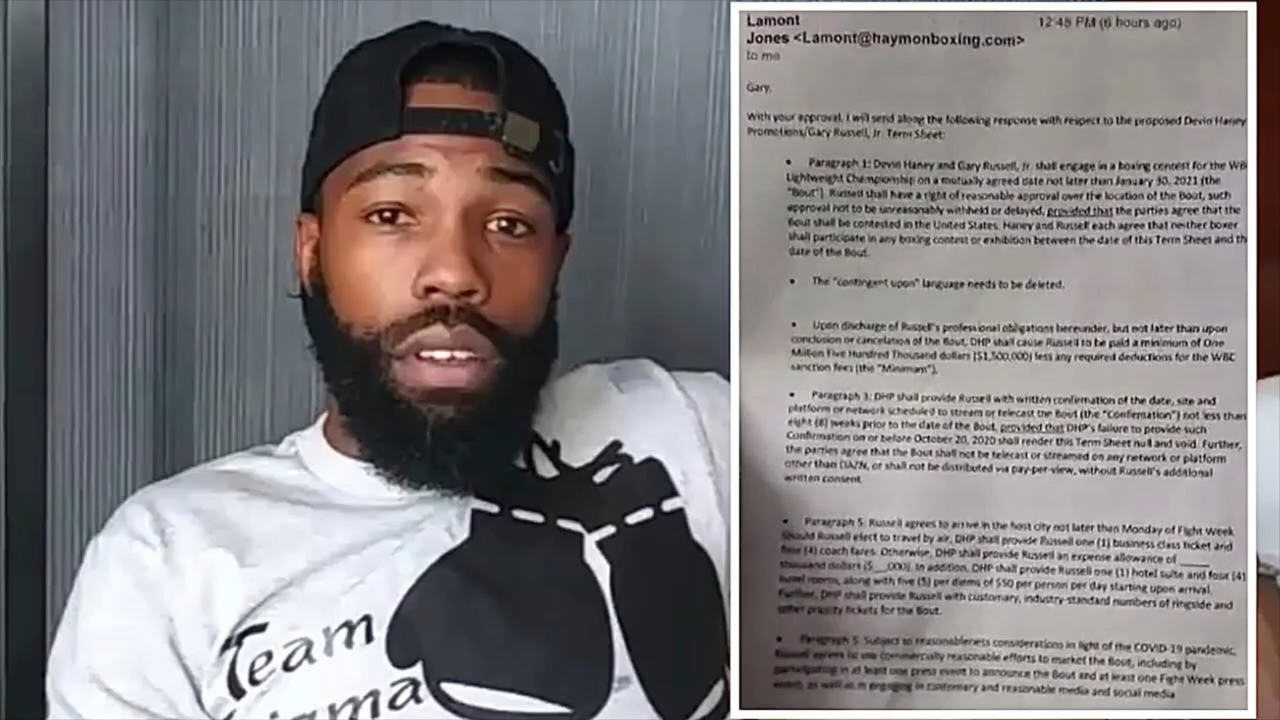 Lamont
12:45 PM (6 hours ago)
Jones <Lamont@haymonboxing.com>
to me
Gary,
With your approval, I will send along the following response with respect to the proposed Devin Haney
Promotions/Gary Russell, Jr. Term Sheet:
• Paragraph 1: Devin Haney and Gary Russell, Jr. shall engage in a boxing contest for the WB
Lightweight Championship on a mutually agreed date not later than January 30, 2021 (the
"Bout"). Russell shall have a right of reasonable approval over the location of the Bout, such
approval not to be unreasonably withheld or delayed, provided that the parties agree that the
Bout shall be contested in the United States. Haney and Russell each agree that neither boxer
shall participate in any boxing contest or exhibition between the date of this Term Sheet and th
date of the Bout.
• The "contingent upon" language needs to be deleted.
• Upon discharge of Russell's professional obligations hereunder, but not later than upon
conclusion or cancelation of the Bout, DHP shall cause Russell to be paid a minimum of One
Million Five Hundred Thousand dollars ($1,500,000) less any required deductions for the WBC
sanction fees (the "Minimum").
• Paragraph 3: DHP shall provide Russell with written confirmation of the date, site and
platform or network scheduled to stream or telecast the Bout (the "Confirmation") not less than
eight (8) weeks prior to the date of the Bout, provided that DHP's failure to provide such
Confirmation on or before October 20, 2020 shall render this Term Sheet null and void. Further,
the parties agree that the Bout shall not be telecast or streamed on any network or platform
other than DAZN, or shall not be distributed via pay-per-view, without Russell's additional
written consent.
• Paragraph 5: Russell agrees to arrive in the host city not later than Monday of Fight Week.
Should Russell elect to travel by air, DHP shall provide Russell one (1) business class ticket and
four (4) coach fares. Otherwise, DHP shall provide Russell an expense allowance of _____
thousand dollars ($__,000). In addition, DHP shall provide Russell one (1) hotel suite and four (4)
hotel rooms, along with five (5) per diems of $50 per person per day starting upon arrival.
Further, DHP shall provide Russell with customary, industry-standard numbers of ringside and
other priority tickets for the Bout.
• Paragraph 5: Subject to reasonableness considerations in light of the COVID-19 pandemic,
Russell agrees to use commercially reasonable efforts to market the Bout, including by
participating in at least one press event to announce the Bout and at least one Fight Week press
event, as well as in engaging in customary and reasonable media and social media
Team